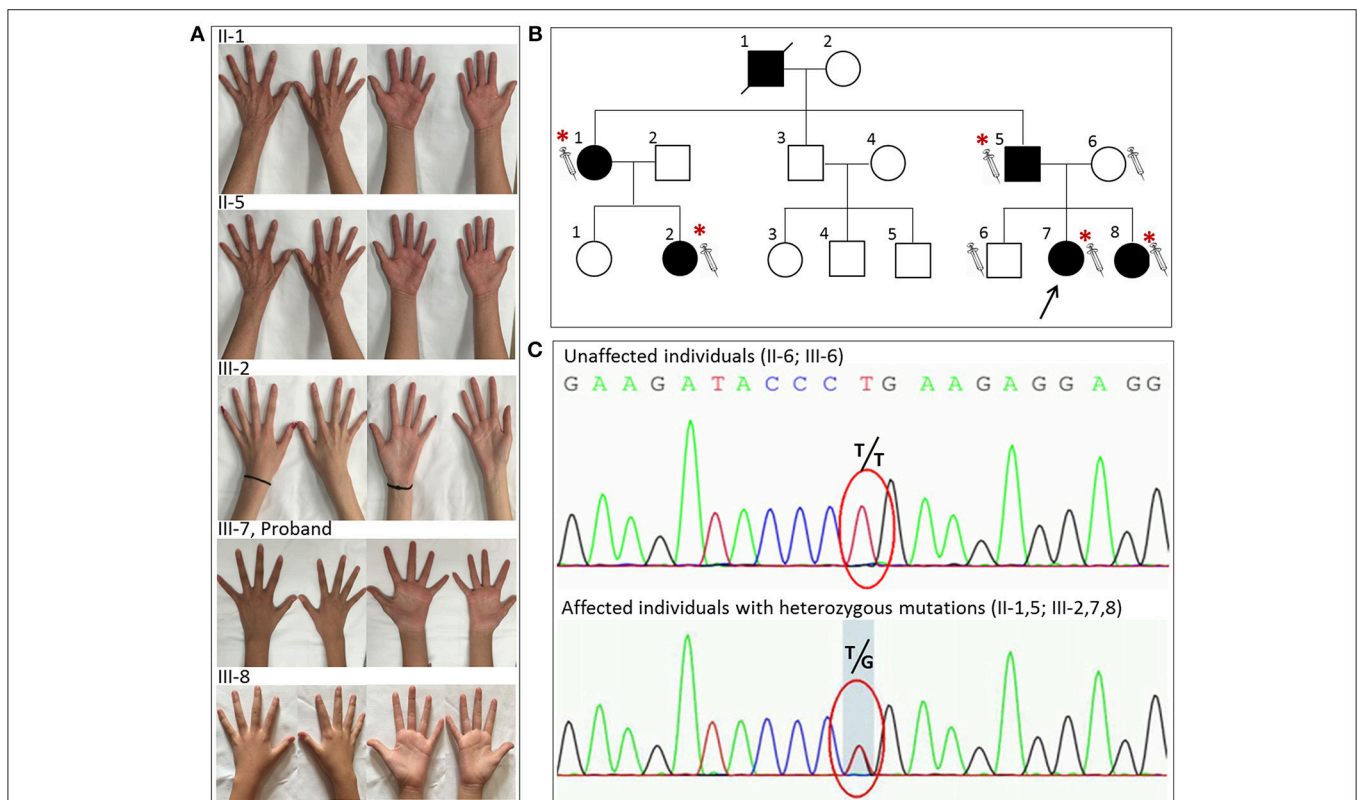 A
II-1
II-5
III-2
III-7, Proband
III-8
B
1 2
* 1 2 3 4 * 5 6
1 2 * 3 4 5 6 7 * 8 *
C
Unaffected individuals (II-6; III-6)
G A A G A T A C C C T G A A G A G G A G G
T/T
Affected individuals with heterozygous mutations (II-1,5; III-2,7,8)
T/G